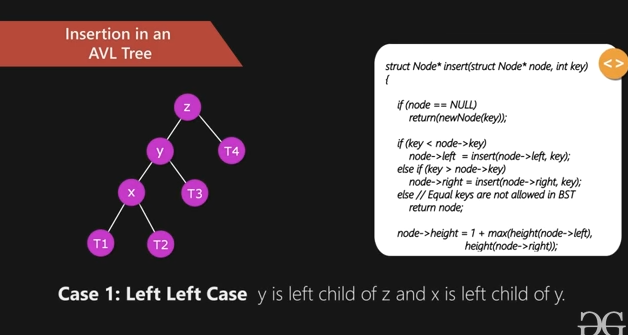 Insertion in an
AVL Tree
z
y
T4
x
T3
T1
T2
<>
struct Node* insert(struct Node* node, int key)
{
if (node == NULL)
return(newNode(key));
if (key < node->key)
node->left = insert(node->left, key);
else if (key > node->key)
node->right = insert(node->right, key);
else // Equal keys are not allowed in BST
return node;
node->height = 1 + max(height(node->left),
height(node->right));
Case 1: Left Left Case y is left child of z and x is left child of y.